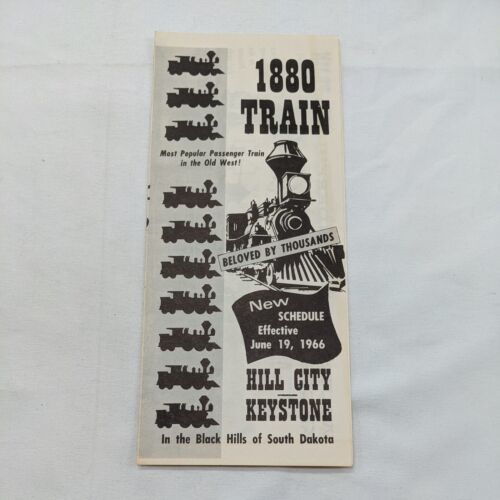 1880
TRAIN
Most Popular Passenger Train
in the Old West!
BELOVED BY THOUSANDS
New
SCHEDULE
Effective
June 19, 1966
HILL CITY
KEYSTONE
In the Black Hills of South Dakota